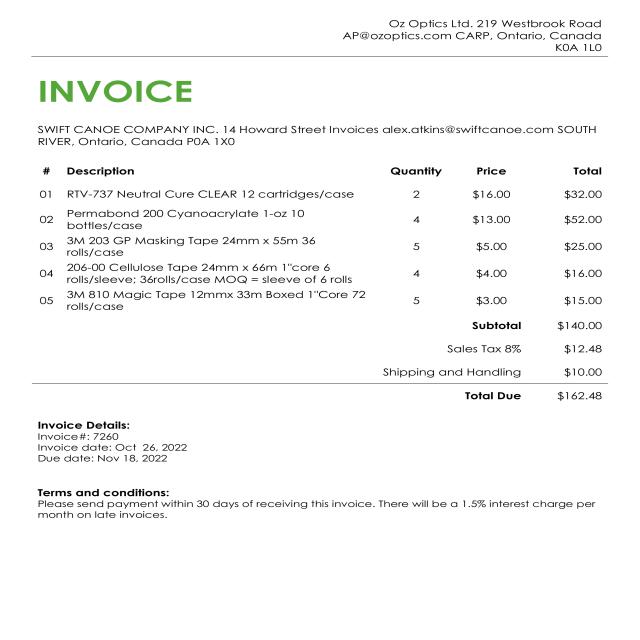 Oz Optics Ltd. 219 Westbrook Road
AP@ozoptics.com CARP, Ontario, Canada
K0A 1L0
INVOICE
SWIFT CANOE COMPANY INC. 14 Howard Street Invoices alex.atkins@swiftcanoe.com SOUTH
RIVER, Ontario, Canada P0A 1X0
# Description Quantity Price Total
01 RTV-737 Neutral Cure CLEAR 12 cartridges/case 2 $16.00 $32.00
02 Permabond 200 Cyanoacrylate 1-oz 10
bottles/case 4 $13.00 $52.00
03 3M 203 GP Masking Tape 24mm x 55m 36
rolls/case 5 $5.00 $25.00
04 206-00 Cellulose Tape 24mm x 66m 1"core 6
rolls/sleeve; 36rolls/case MOQ = sleeve of 6 rolls 4 $4.00 $16.00
05 3M 810 Magic Tape 12mmx 33m Boxed 1"Core 72
rolls/case 5 $3.00 $15.00
Subtotal $140.00
Sales Tax 8% $12.48
Shipping and Handling $10.00
Total Due $162.48
Invoice Details:
Invoice#: 7260
Invoice date: Oct 26, 2022
Due date: Nov 18, 2022
Terms and conditions:
Please send payment within 30 days of receiving this invoice. There will be a 1.5% interest charge per
month on late invoices.